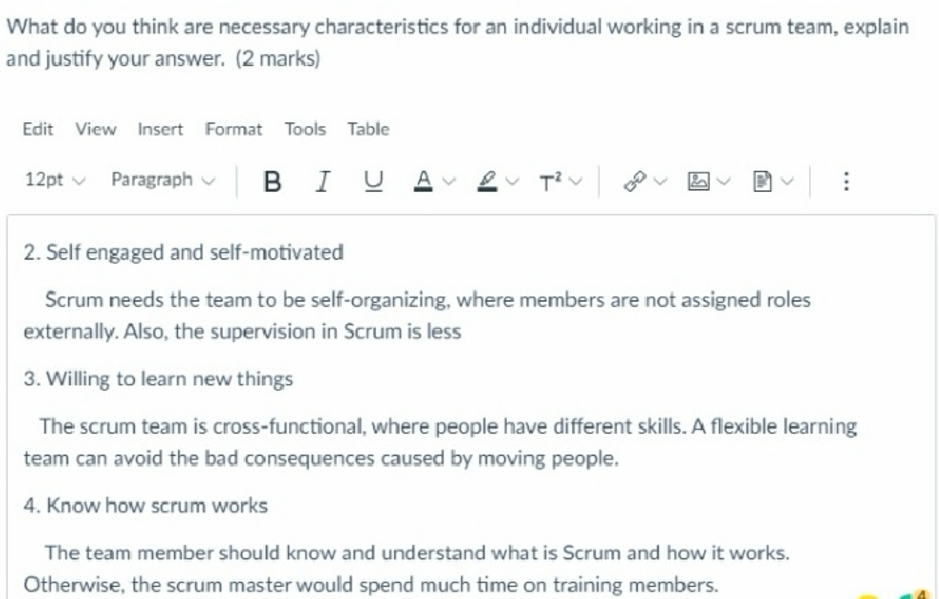 What do you think are necessary characteristics for an individual working in a scrum team, explain
and justify your answer. (2 marks)
Edit View Insert Format Tools Table
12pt Paragraph B I U A T²
2. Self engaged and self-motivated
Scrum needs the team to be self-organizing, where members are not assigned roles
externally. Also, the supervision in Scrum is less
3. Willing to learn new things
The scrum team is cross-functional, where people have different skills. A flexible learning
team can avoid the bad consequences caused by moving people.
4. Know how scrum works
The team member should know and understand what is Scrum and how it works.
Otherwise, the scrum master would spend much time on training members.
4